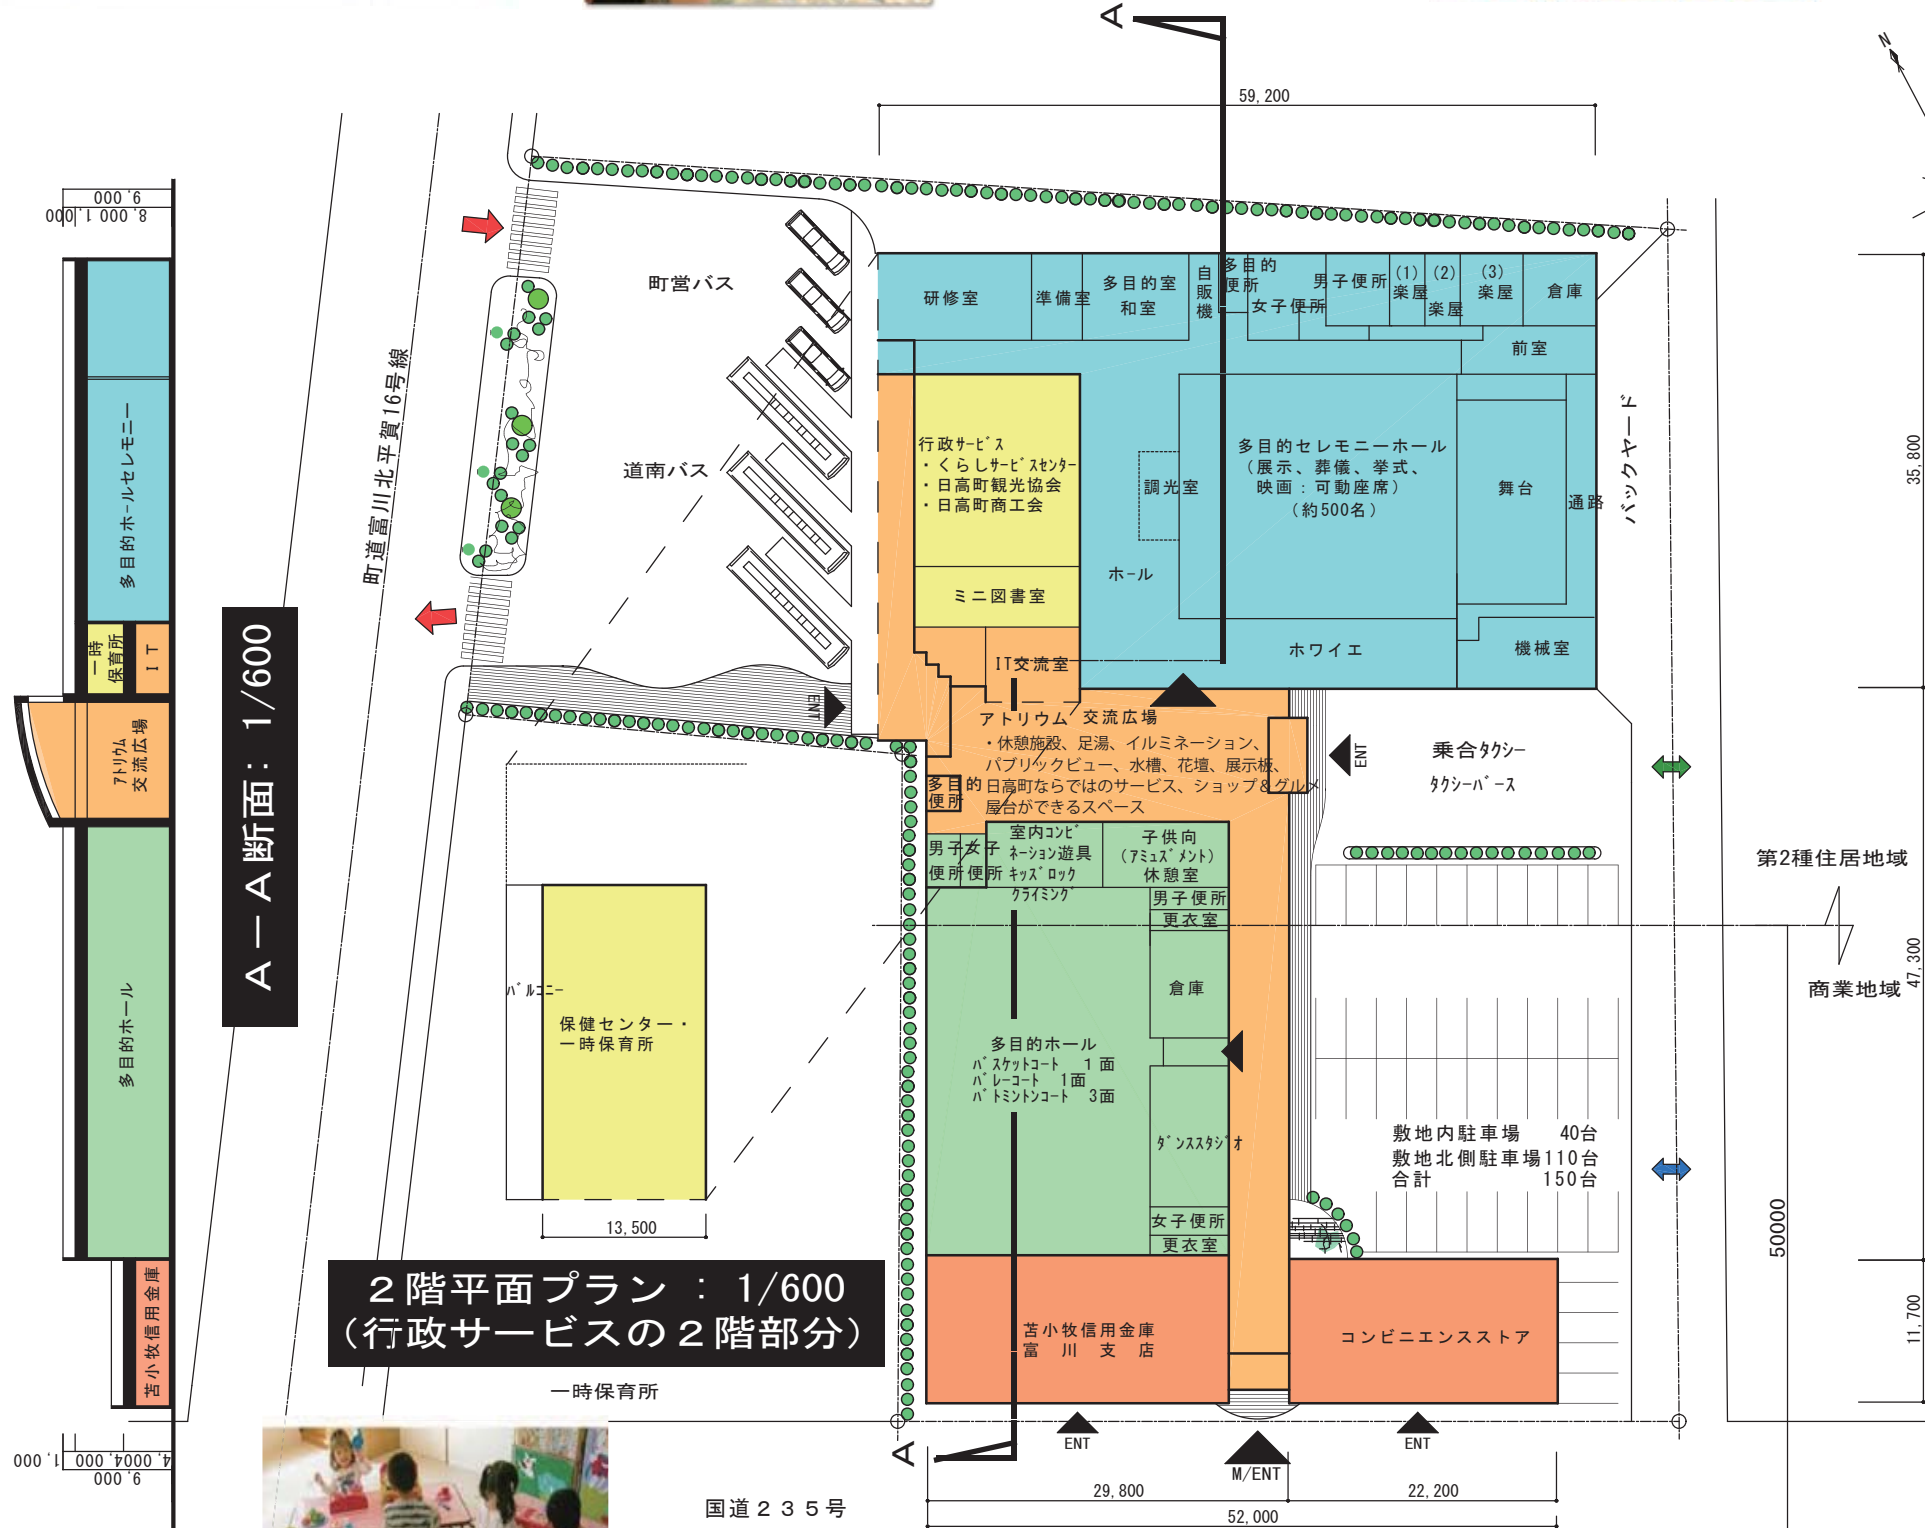 A
N
59,200
9,000
8,000 1,000
町営バス
道南バス
町道富川北平賀16号線
研修室
準備室
多目的室
和室
自販機
多目的
便所
女子便所
男子便所
(1)
楽屋
(2)
楽屋
(3)
楽屋
倉庫
前室
行政サービス
・くらしサービスセンター
・日高町観光協会
・日高町商工会
ミニ図書室
IT交流室
調光室
ホール
多目的セレモニーホール
(展示、葬儀、挙式、
映画：可動座席)
(約500名)
舞台
通路
バックヤード
ホワイエ
機械室
35,800
ENT
アトリウム 交流広場
・休憩施設、足湯、イルミネーション、
パブリックビュー、水槽、花壇、展示板、
日高町ならではのサービス、ショップ＆グルメ
屋台ができるスペース
ENT
乗合タクシー
タクシーバース
多目的
便所
男子
便所
女子
便所
室内コンビ
ネーション遊具
キッズロック
クライミング
子供向
(アミュズメント)
休憩室
男子便所
更衣室
倉庫
多目的ホール
バスケットコート 1面
バレーコート 1面
バトミントンコート 3面
ダンススタジオ
女子便所
更衣室
第2種住居地域
商業地域
47,300
敷地内駐車場 40台
敷地北側駐車場110台
合計 150台
50000
11,700
苫小牧信用金庫
富川支店
コンビニエンスストア
ENT
M/ENT
ENT
29,800
22,200
52,000
A
国道２３５号
多目的ホールセレモニー
一時
保育所
IT
アトリウム
交流広場
多目的ホール
苫小牧信用金庫
A－A断面：1/600
バルコニー
保健センター・
一時保育所
13,500
２階平面プラン：1/600
(行政サービスの２階部分)
一時保育所
1,000 4,000 4,000
9,000